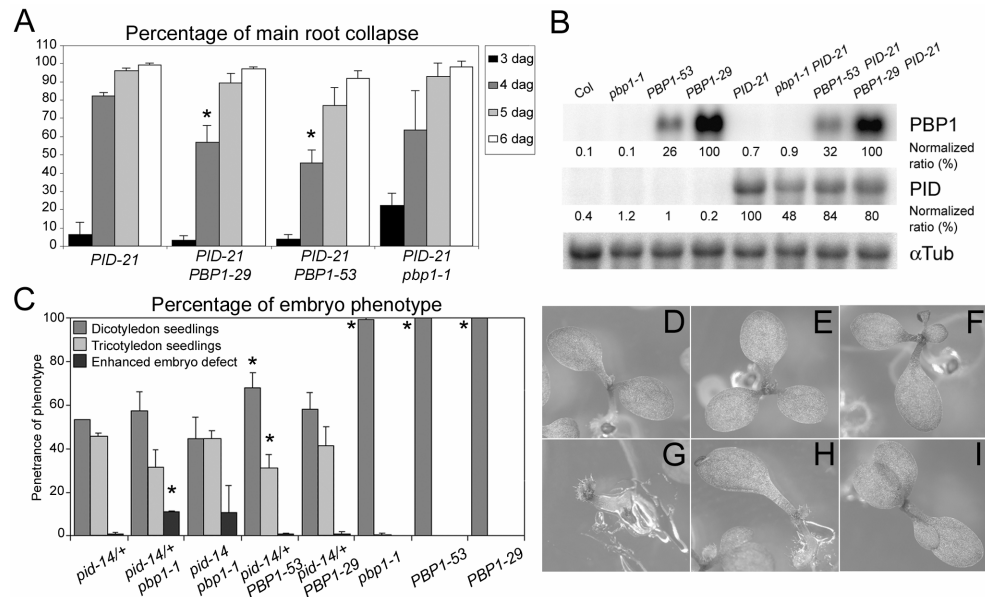 A
Percentage of main root collapse
110
100
90
80
70
60
50
40
30
20
10
0
3 dag
4 dag
5 dag
6 dag
*
*
PID-21
PID-21
PBP1-29
PID-21
PBP1-53
PID-21
pbp1-1
B
Col
pbp1-1
PBP1-53
PBP1-29
PID-21
pbp1-1 PID-21
PBP1-53 PID-21
PBP1-29 PID-21
PBP1
0.1 0.1 26 100 0.7 0.9 32 100
Normalized
ratio (%)
PID
0.4 1.2 1 0.2 100 48 84 80
Normalized
ratio (%)
αTub
C
Percentage of embryo phenotype
Penetrance of phenotype
100
80
60
40
20
0
Dicotyledon seedlings
Tricotyledon seedlings
Enhanced embryo defect
*
*
*
*
*
*
pid-14/+
pid-14/+
pbp1-1
pid-14
pbp1-1
pid-14/+
PBP1-53
pid-14/+
PBP1-29
pbp1-1
PBP1-53
PBP1-29
D
E
F
G
H
I